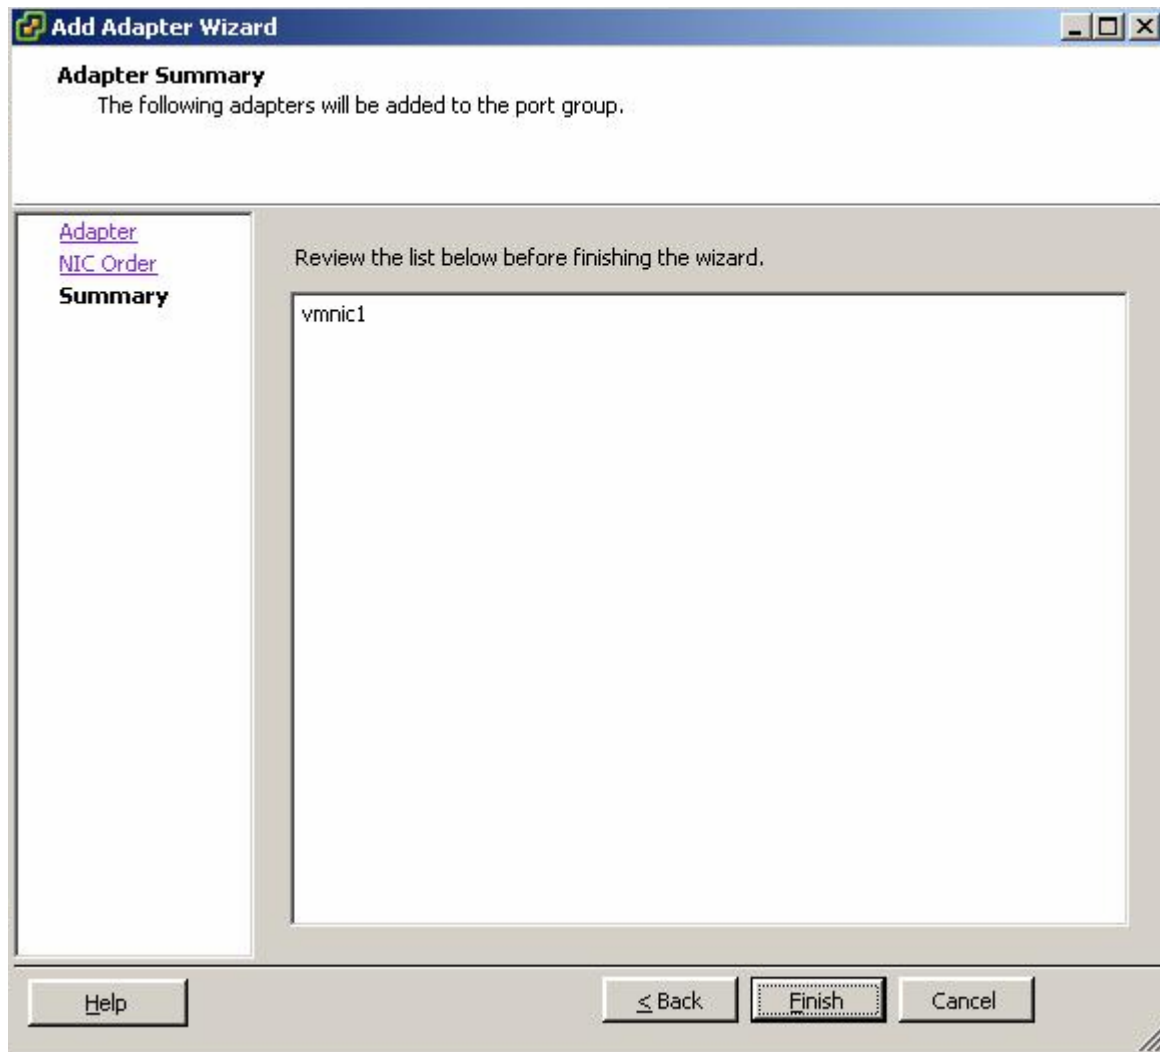 Add Adapter Wizard
Adapter Summary
The following adapters will be added to the port group.
Adapter
NIC Order
Summary
Review the list below before finishing the wizard.
vmnic1
Help
< Back
Finish
Cancel